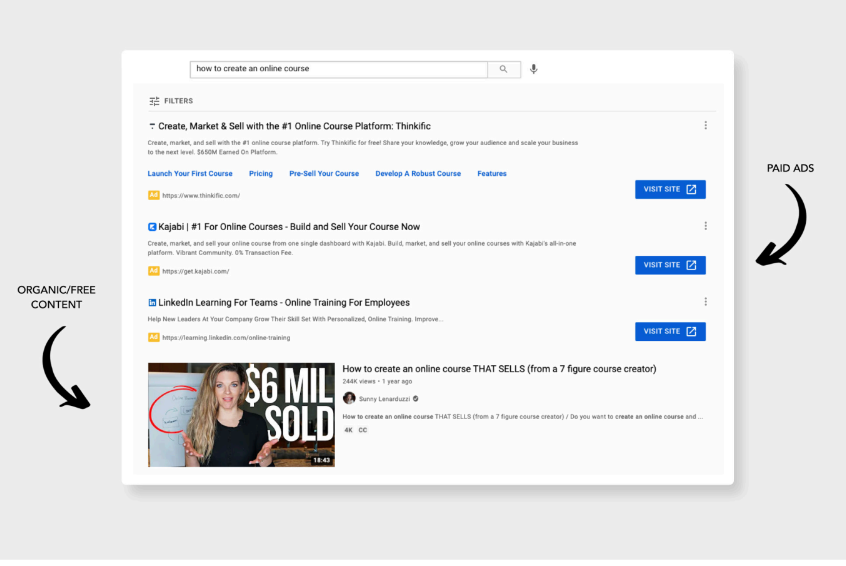 how to create an online course
FILTERS
Create, Market & Sell with the #1 Online Course Platform: Thinkific
Create, market, and sell with the #1 online course platform. Try Thinkific for free! Share your knowledge, grow your audience and scale your business
to the next level. $650M Earned On Platform.
Launch Your First Course Pricing Pre-Sell Your Course Develop A Robust Course Features
Ad https://www.thinkific.com/
VISIT SITE
PAID ADS
Kajabi | #1 For Online Courses - Build and Sell Your Course Now
Create, market, and sell your online course from one single dashboard with Kajabi. Build, market, and sell your online courses with Kajabi's all-in-one
platform. Vibrant Community. 0% Transaction Fee.
Ad https://get.kajabi.com/
VISIT SITE
ORGANIC/FREE
CONTENT
in LinkedIn Learning For Teams - Online Training For Employees
Help New Leaders At Your Company Grow Their Skill Set With Personalized, Online Training. Improve...
Ad https://learning.linkedin.com/online-training
VISIT SITE
$6 MIL
SOLD
18:43
How to create an online course THAT SELLS (from a 7 figure course creator)
244K views • 1 year ago
Sunny Lenarduzzi
How to create an online course THAT SELLS (from a 7 figure course creator) / Do you want to create an online course and ...
4K CC